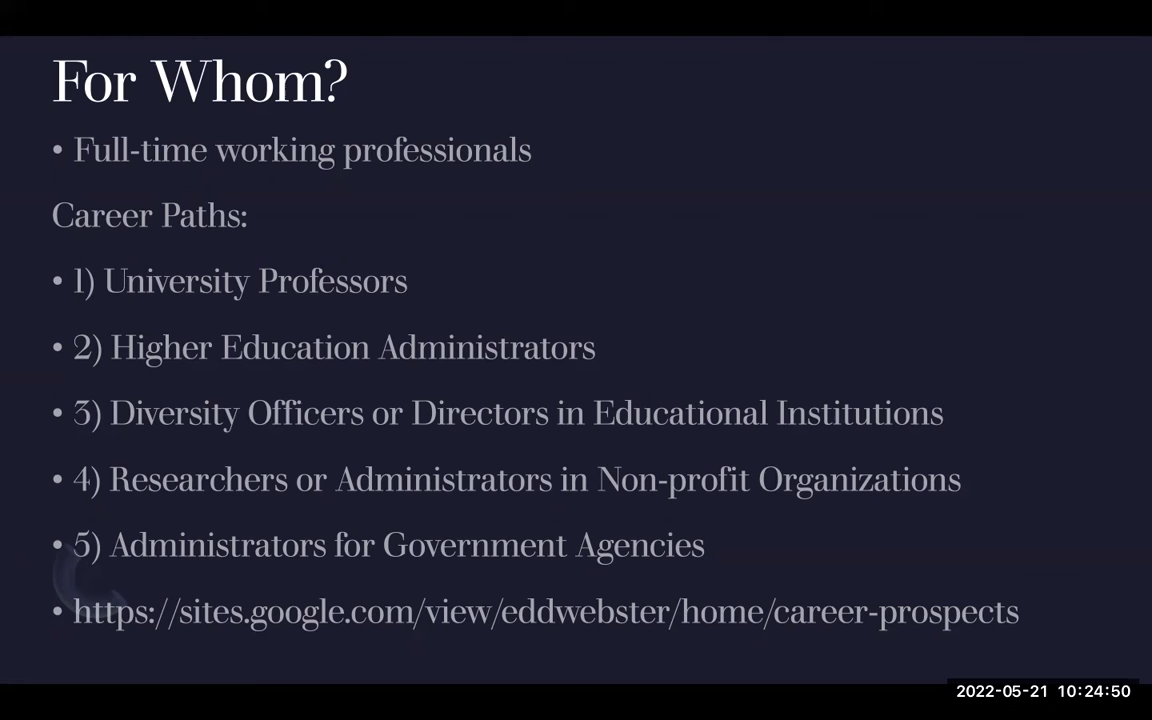 For Whom?
• Full-time working professionals
Career Paths:
• 1) University Professors
• 2) Higher Education Administrators
• 3) Diversity Officers or Directors in Educational Institutions
• 4) Researchers or Administrators in Non-profit Organizations
• 5) Administrators for Government Agencies
• https://sites.google.com/view/eddwebster/home/career-prospects
2022-05-21 10:24:50